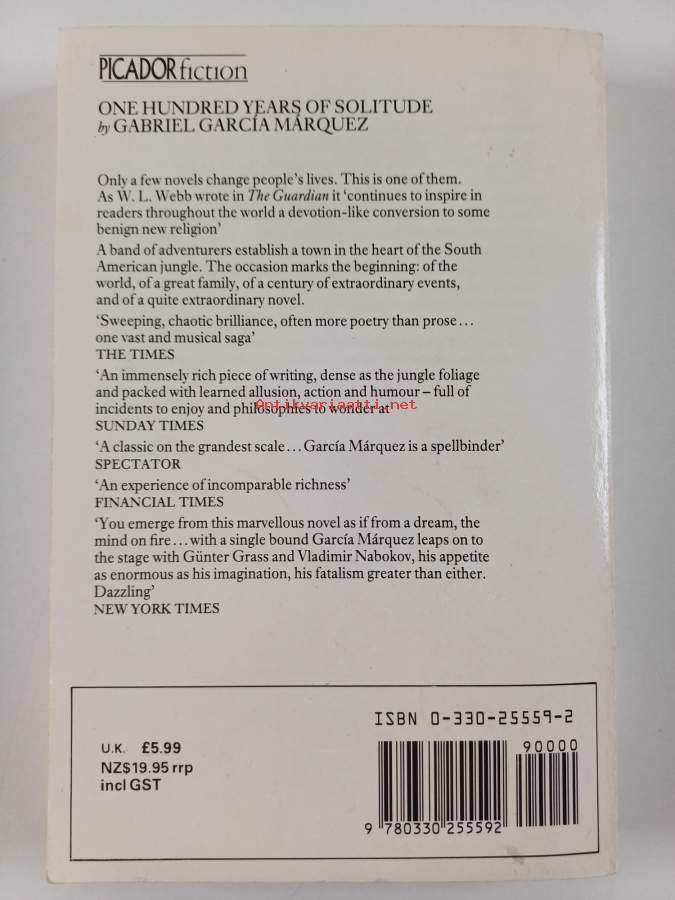 PICADOR fiction
ONE HUNDRED YEARS OF SOLITUDE
by GABRIEL GARCÍA MÁRQUEZ
Only a few novels change people's lives. This is one of them.
As W. L. Webb wrote in The Guardian it ‘continues to inspire in
readers throughout the world a devotion-like conversion to some
benign new religion’
A band of adventurers establish a town in the heart of the South
American jungle. The occasion marks the beginning: of the
world, of a great family, of a century of extraordinary events,
and of a quite extraordinary novel.
‘Sweeping, chaotic brilliance, often more poetry than prose...
one vast and musical saga’
THE TIMES
‘An immensely rich piece of writing, dense as the jungle foliage
and packed with learned allusion, action and humour – full of
incidents to enjoy and philosophies to wonder at’
Antikvariaatti.net
SUNDAY TIMES
‘A classic on the grandest scale... García Márquez is a spellbinder’
SPECTATOR
‘An experience of incomparable richness’
FINANCIAL TIMES
‘You emerge from this marvellous novel as if from a dream, the
mind on fire... with a single bound García Márquez leaps on to
the stage with Günter Grass and Vladimir Nabokov, his appetite
as enormous as his imagination, his fatalism greater than either.
Dazzling’
NEW YORK TIMES
ISBN 0-330-25559-2
U.K. £5.99
NZ$19.95 rrp
incl GST
90000
9 780330 255592